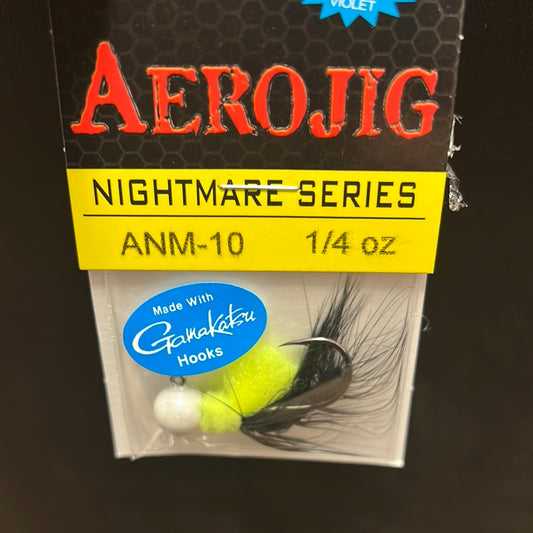 VIOLET
AEROJIG
NIGHTMARE SERIES
ANM-10 1/4 oz
Made With
Gamakatsu
Hooks